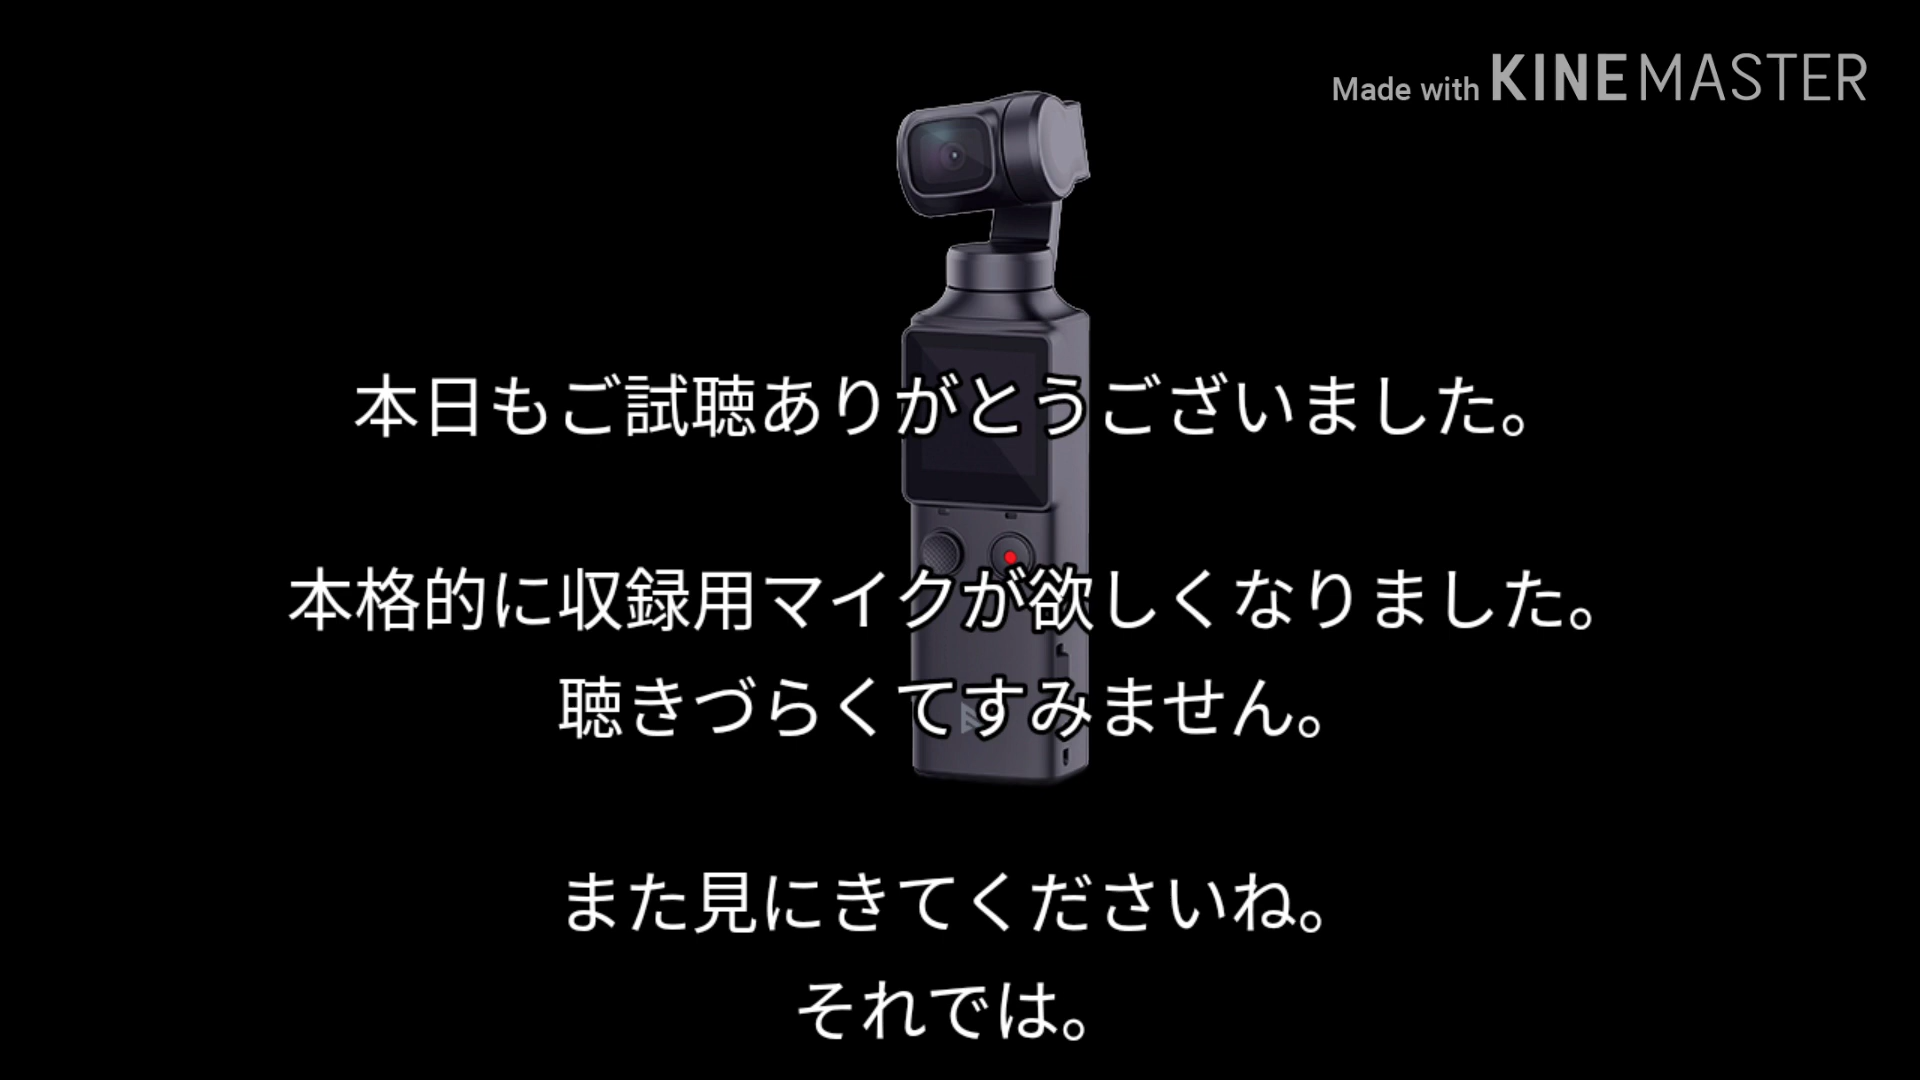 Made with KINEMASTER
本日もご試聴ありがとうございました。
本格的に収録用マイクが欲しくなりました。
聴きづらくてすみません。
また見にきてくださいね。
それでは。